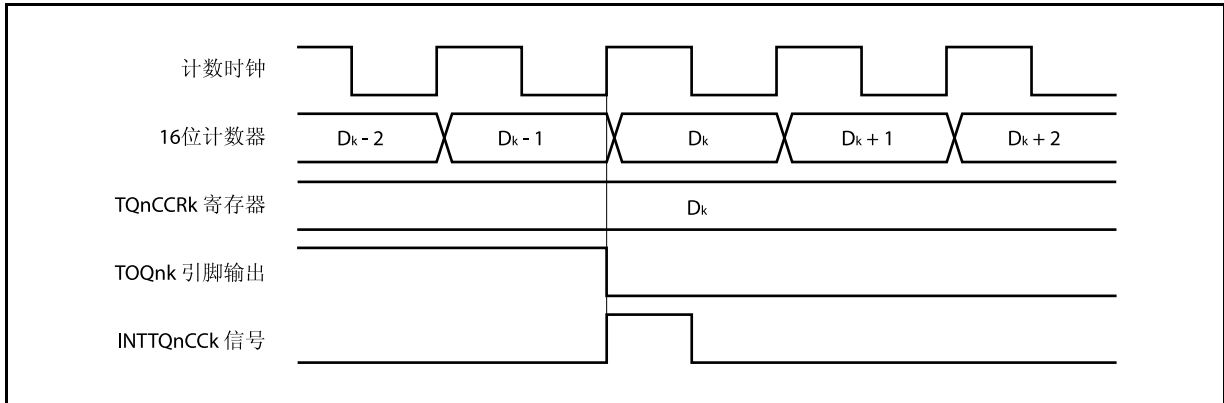 计数时钟
16位计数器 Dk - 2 Dk - 1 Dk Dk + 1 Dk + 2
TQnCCRk 寄存器 Dk
TOQnk 引脚输出
INTTQnCCk 信号